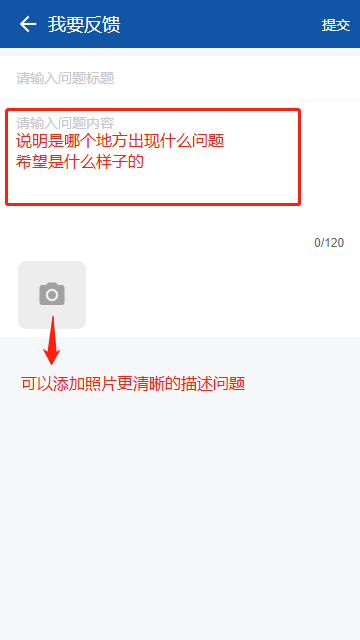 我要反馈
提交
请输入问题标题
请输入问题内容
说明是哪个地方出现什么问题
希望是什么样子的
0/120
可以添加照片更清晰的描述问题